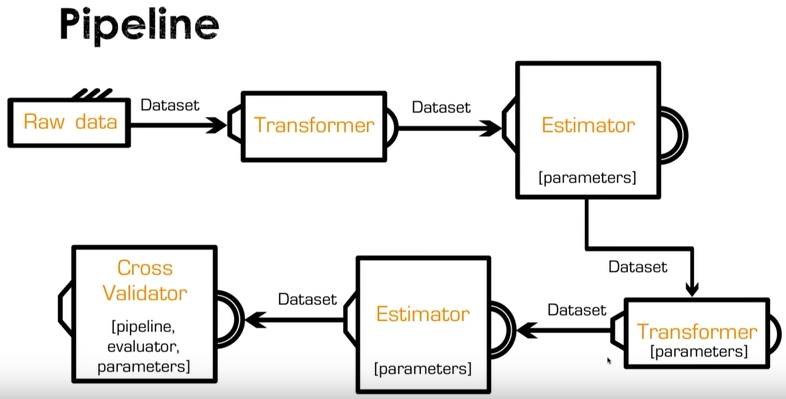 Pipeline
Raw data
Dataset
Transformer
Dataset
Estimator
[parameters]
Dataset
Transformer
[parameters]
Dataset
Estimator
[parameters]
Dataset
Cross
Validator
[pipeline,
evaluator,
parameters]